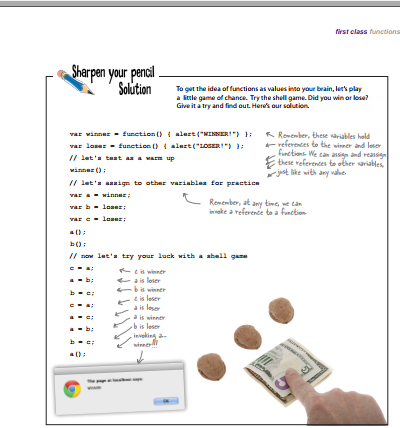 first class functions
Sharpen your pencil
Solution
To get the idea of functions as values into your brain, let's play
a little game of chance. Try the shell game. Did you win or lose?
Give it a try and find out. Here's our solution.
var winner = function() { alert("WINNER!") };
var loser = function() { alert("LOSER!") };
// let's test as a warm up
winner();
// let's assign to other variables for practice
var a = winner;
var b = loser;
var c = loser;
a();
b();
// now let's try your luck with a shell game
c = a;
a = b;
b = c;
c = a;
a = c;
a = b;
b = c;
a();
Remember, these variables hold
references to the winner and loser
functions. We can assign and reassign
these references to other variables,
just like with any value.
Remember, at any time, we can
invoke a reference to a function
c is winner
a is loser
b is winner
c is loser
a is loser
a is winner
b is loser
invoking a...
winner!!!
The page at localhost says:
WINNER!
OK